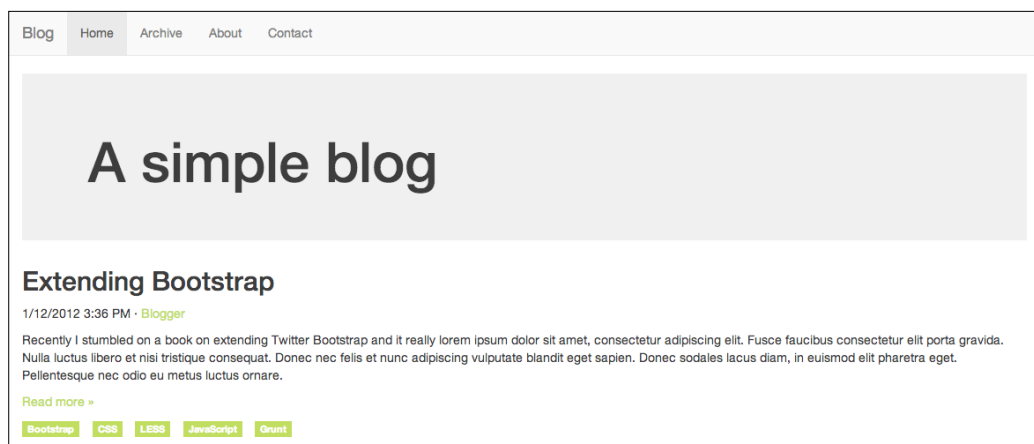 Blog Home Archive About Contact
A simple blog
Extending Bootstrap
1/12/2012 3:36 PM · Blogger
Recently I stumbled on a book on extending Twitter Bootstrap and it really lorem ipsum dolor sit amet, consectetur adipiscing elit. Fusce faucibus consectetur elit porta gravida.
Nulla luctus libero et nisi tristique consequat. Donec nec felis et nunc adipiscing vulputate blandit eget sapien. Donec sodales lacus diam, in euismod elit pharetra eget.
Pellentesque nec odio eu metus luctus ornare.
Read more »
Bootstrap CSS LESS JavaScript Grunt